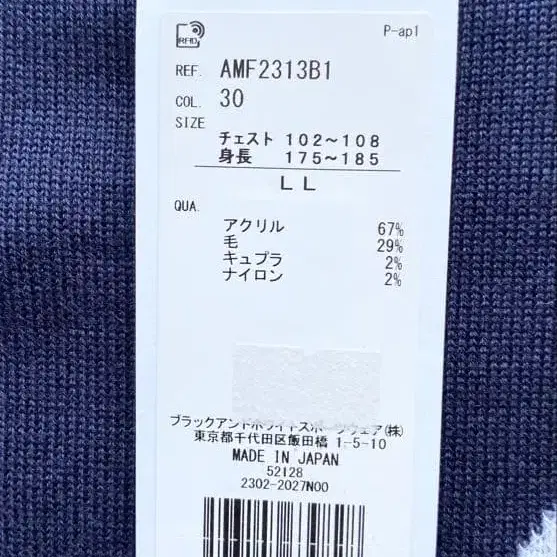 RFID
P-ap1
REF. AMF2313B1
COL. 30
SIZE
チェスト 102~108
身長 175~185
LL
QUA.
アクリル 67%
毛 29%
キュプラ 2%
ナイロン 2%
ブラックアンドホワイトスポーツウェア(株)
東京都千代田区飯田橋 1-5-10
MADE IN JAPAN
52128
2302-2027N00